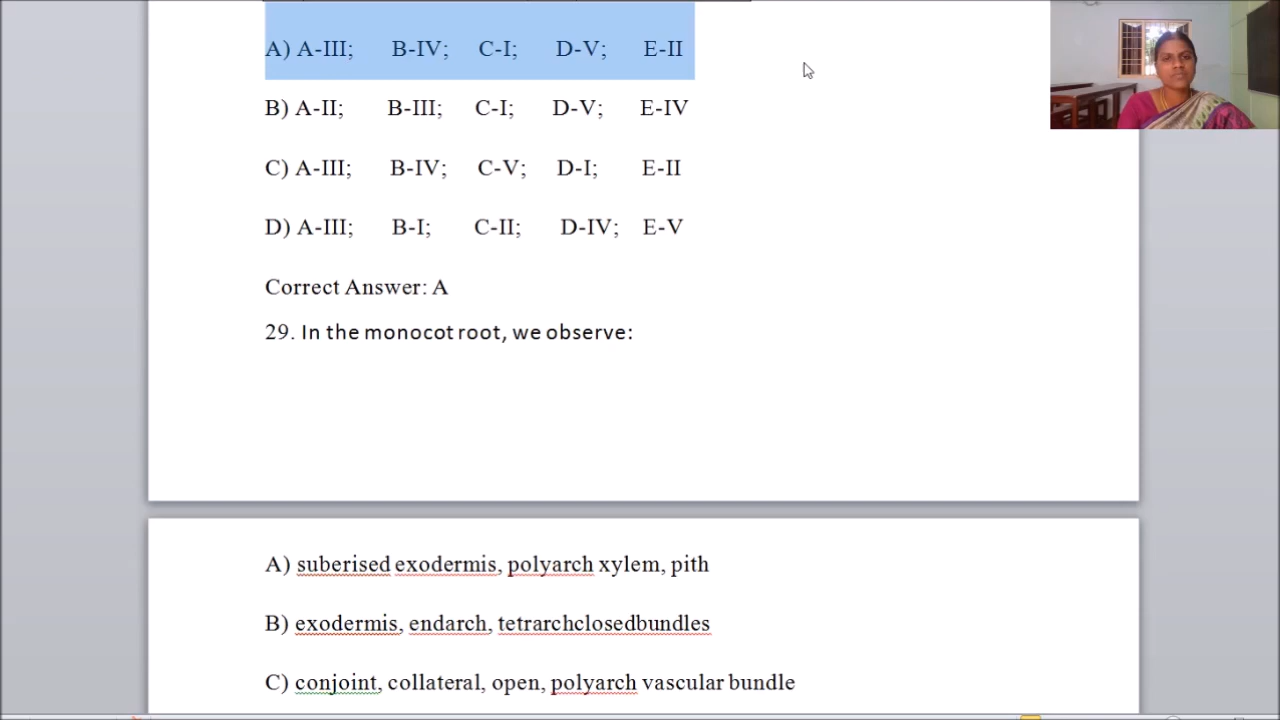 A) A-III; B-IV; C-I; D-V; E-II
B) A-II; B-III; C-I; D-V; E-IV
C) A-III; B-IV; C-V; D-I; E-II
D) A-III; B-I; C-II; D-IV; E-V
Correct Answer: A
29. In the monocot root, we observe:
A) suberised exodermis, polyarch xylem, pith
B) exodermis, endarch, tetrarchclosedbundles
C) conjoint, collateral, open, polyarch vascular bundle